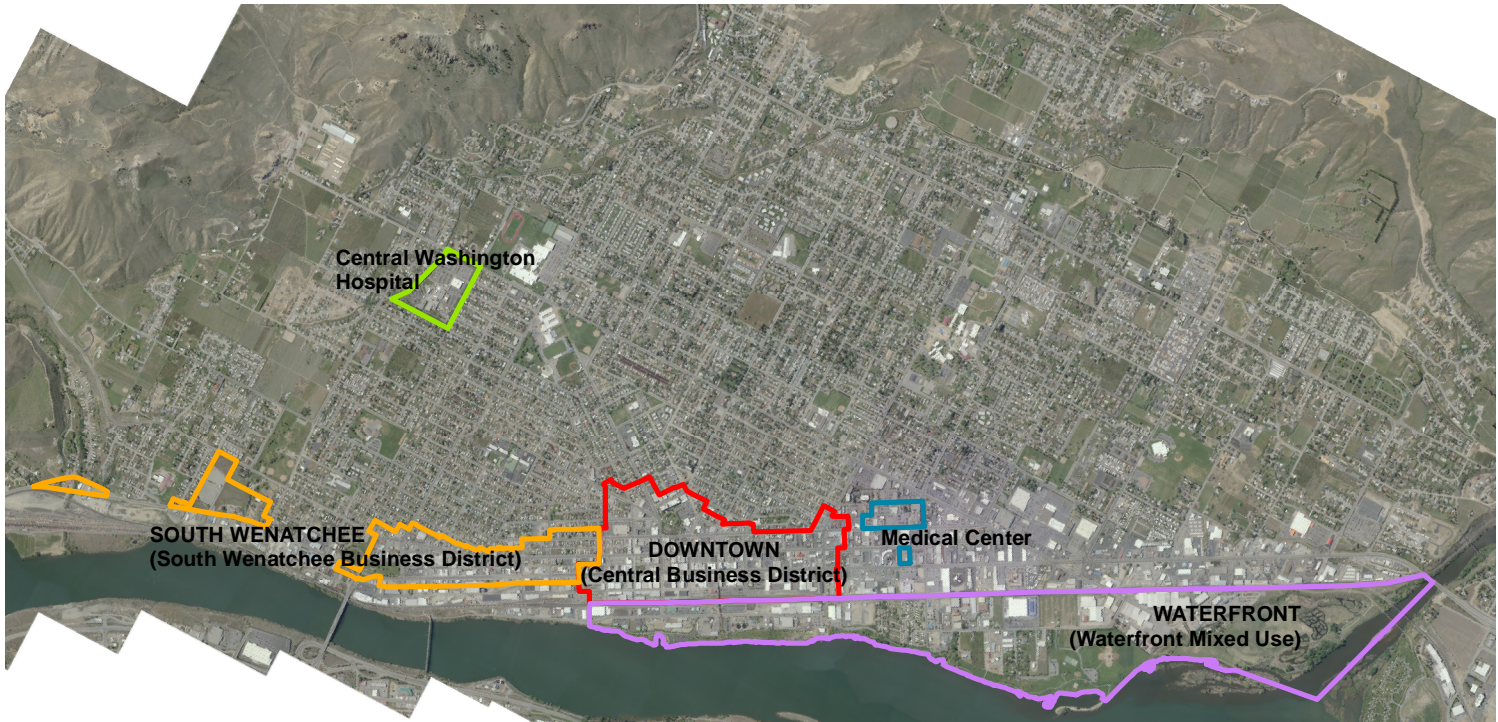 Central Washington
Hospital
SOUTH WENATCHEE
(South Wenatchee Business District)
DOWNTOWN
(Central Business District)
Medical Center
WATERFRONT
(Waterfront Mixed Use)